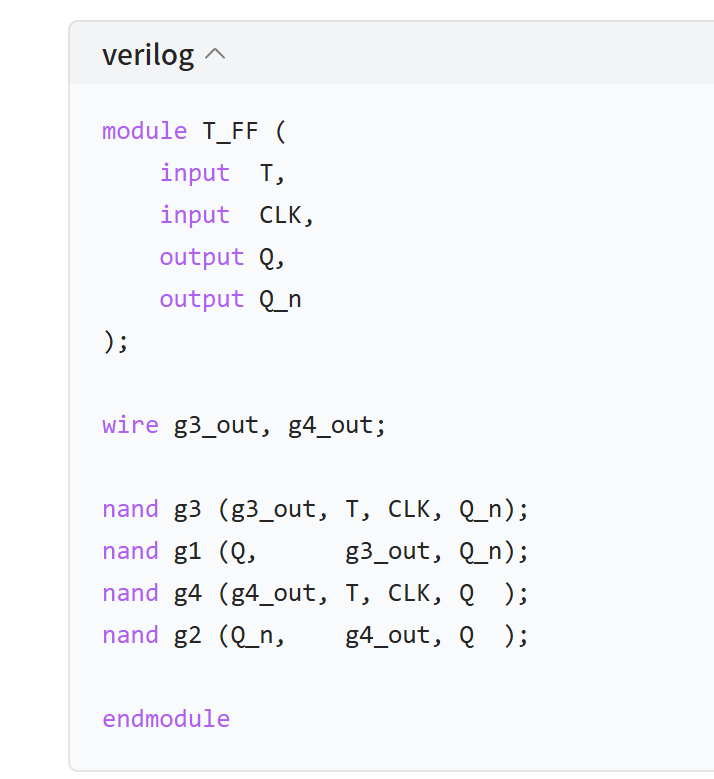 verilog
module T_FF (
    input  T,
    input  CLK,
    output Q,
    output Q_n
);
wire g3_out, g4_out;
nand g3 (g3_out, T, CLK, Q_n);
nand g1 (Q,      g3_out, Q_n);
nand g4 (g4_out, T, CLK, Q  );
nand g2 (Q_n,    g4_out, Q  );
endmodule